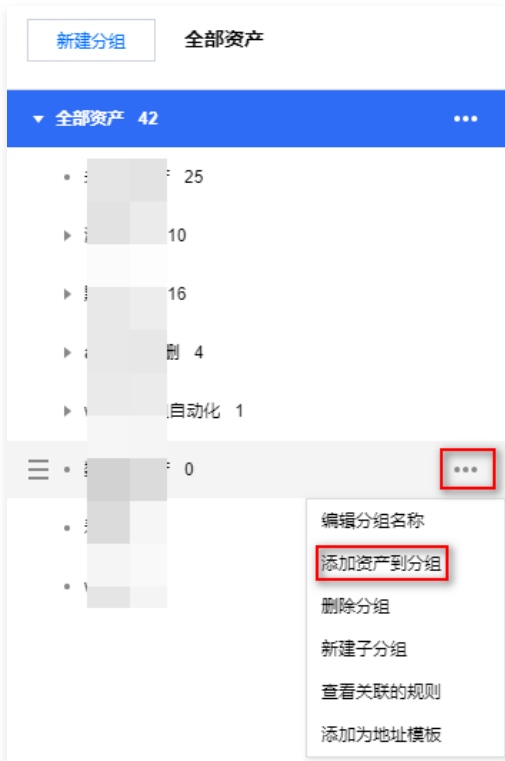 新建分组 全部资产
全部资产 42
25
10
16
删 4
自动化 1
0
编辑分组名称
添加资产到分组
删除分组
新建子分组
查看关联的规则
添加为地址模板